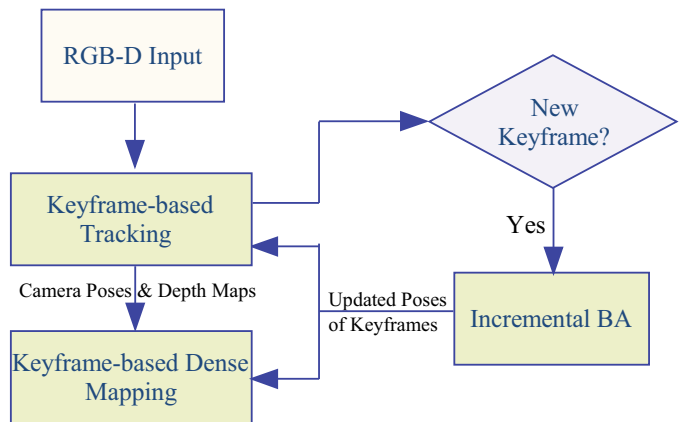 RGB-D Input
New
Keyframe?
Keyframe-based
Tracking
Yes
Camera Poses & Depth Maps
Updated Poses
of Keyframes
Incremental BA
Keyframe-based Dense
Mapping